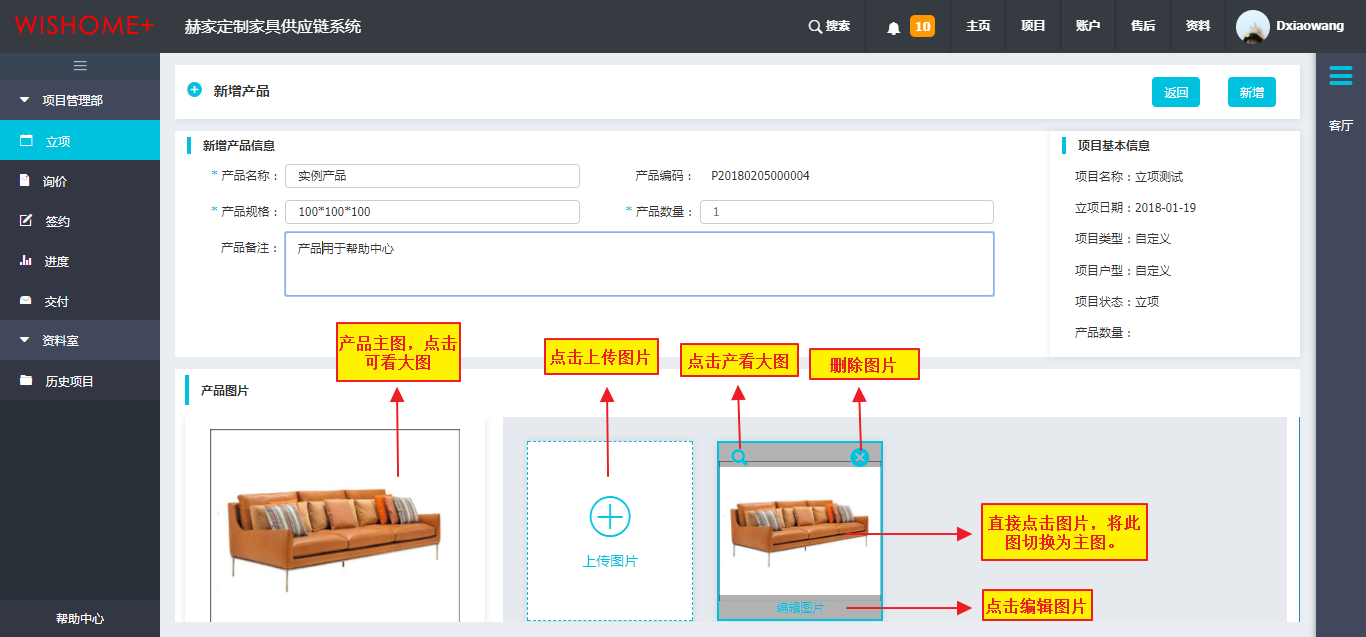 WISHOME+
赫家定制家具供应链系统
搜索
10
主页
项目
账户
售后
资料
Dxiaowang
项目管理部
立项
询价
签约
进度
交付
资料室
历史项目
帮助中心
新增产品
返回
新增
客厅
新增产品信息
* 产品名称： 实例产品
产品编码： P20180205000004
* 产品规格： 100*100*100
* 产品数量： 1
产品备注： 产品用于帮助中心
项目基本信息
项目名称：立项测试
立项日期：2018-01-19
项目类型：自定义
项目户型：自定义
项目状态：立项
产品数量：
产品主图，点击
可看大图
点击上传图片
点击产看大图
删除图片
产品图片
上传图片
编辑图片
直接点击图片，将此
图切换为主图。
点击编辑图片